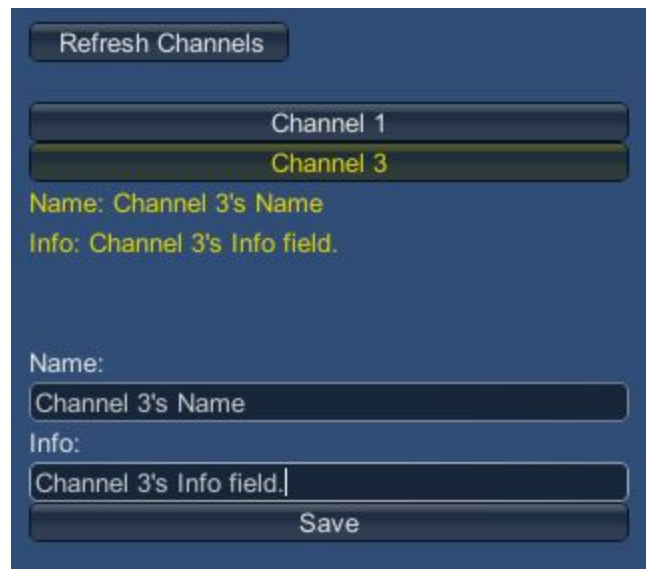 Refresh Channels
Channel 1
Channel 3
Name: Channel 3's Name
Info: Channel 3's Info field.
Name:
Channel 3's Name
Info:
Channel 3's Info field.
Save